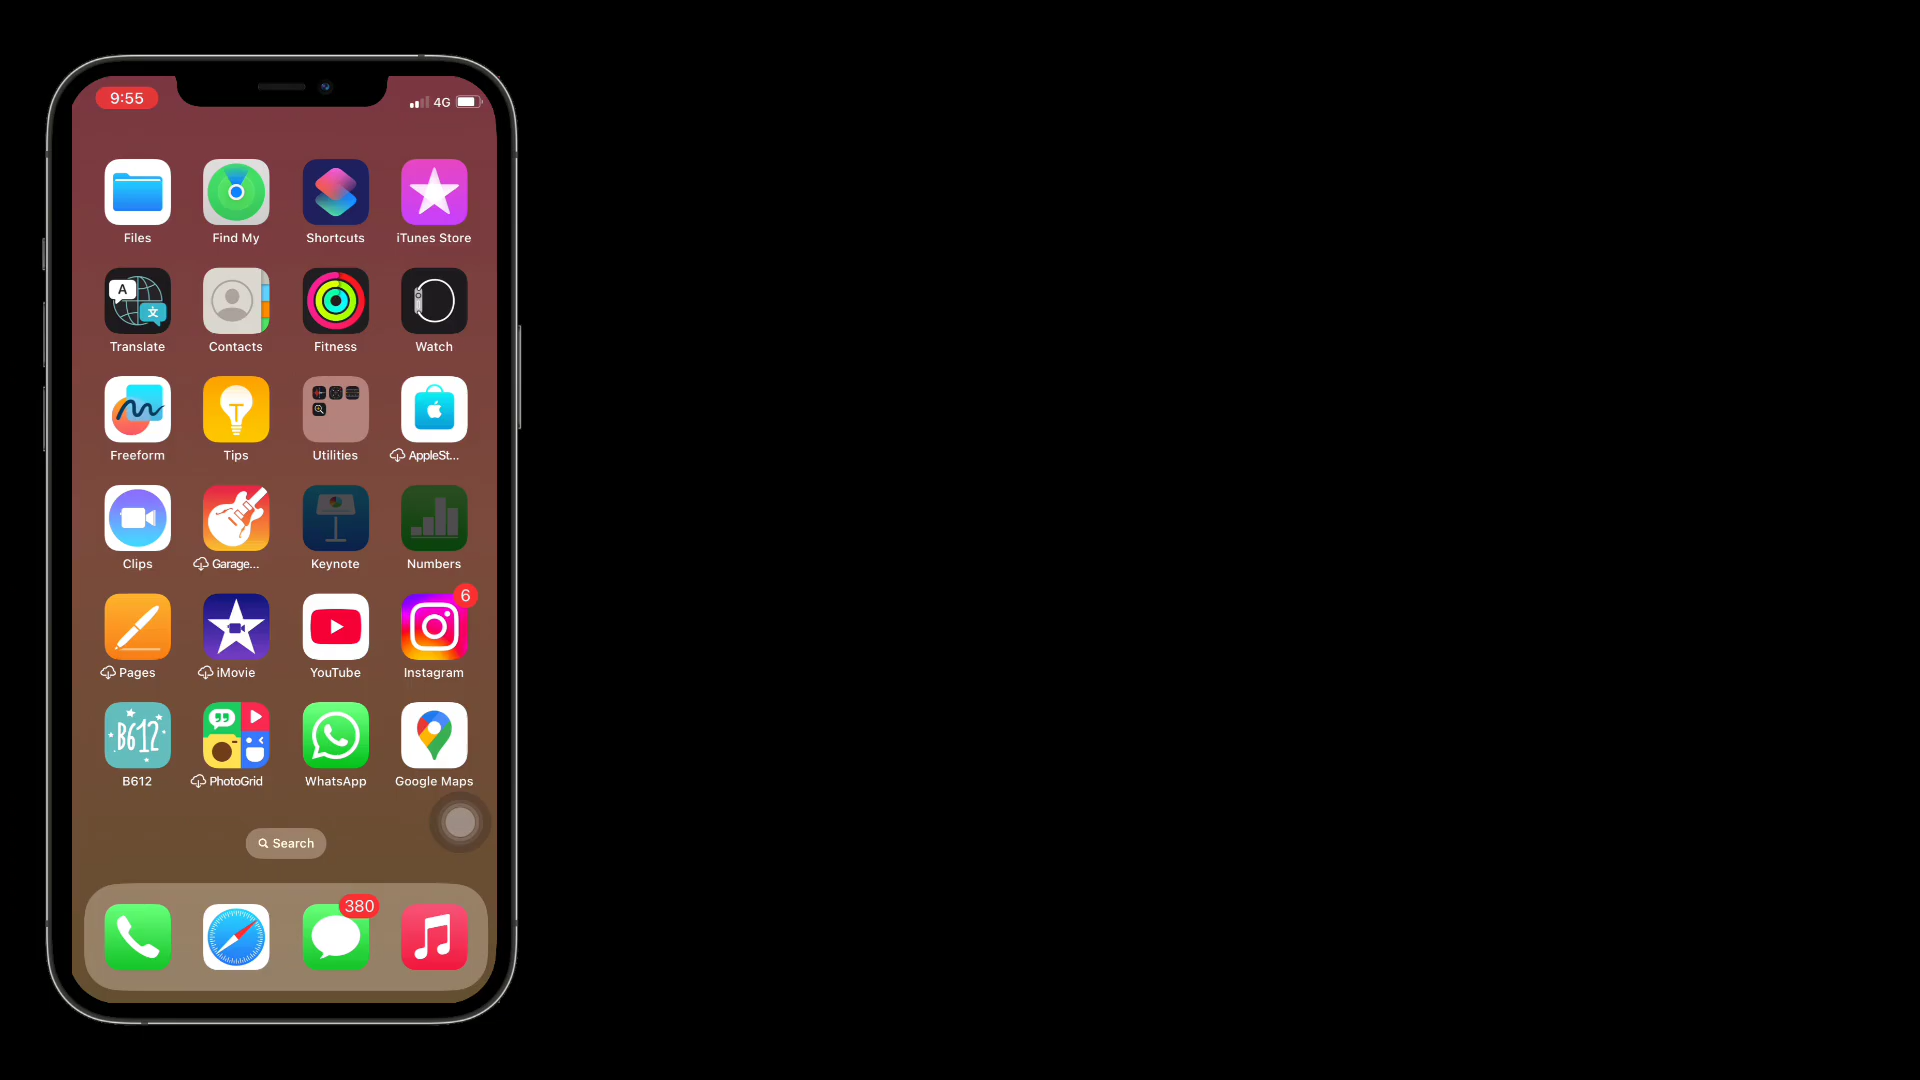 9:55 4G
Files Find My Shortcuts iTunes Store
A 文
Translate Contacts Fitness Watch
Freeform Tips Utilities AppleSt...
Clips Garage... Keynote Numbers
6
Pages iMovie YouTube Instagram
B612
B612 PhotoGrid WhatsApp Google Maps
Search
380